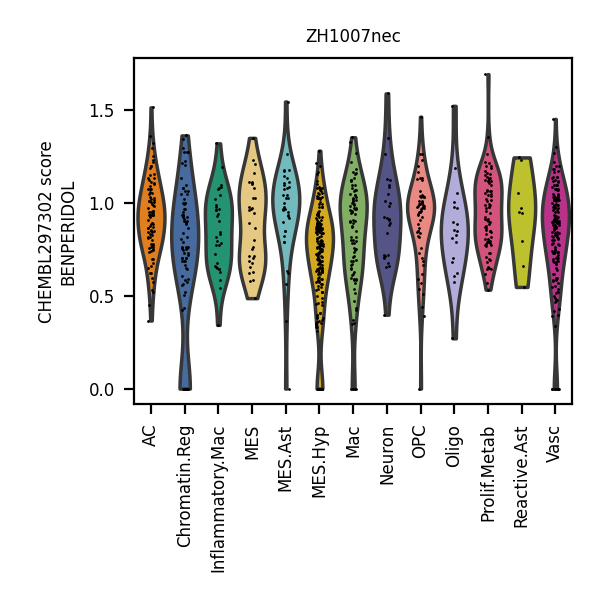 ZH1007nec
CHEMBL297302 score
BENPERIDOL
1.5
1.0
0.5
0.0
AC
Chromatin.Reg
Inflammatory.Mac
MES
MES.Ast
MES.Hyp
Mac
Neuron
OPC
Oligo
Prolif.Metab
Reactive.Ast
Vasc